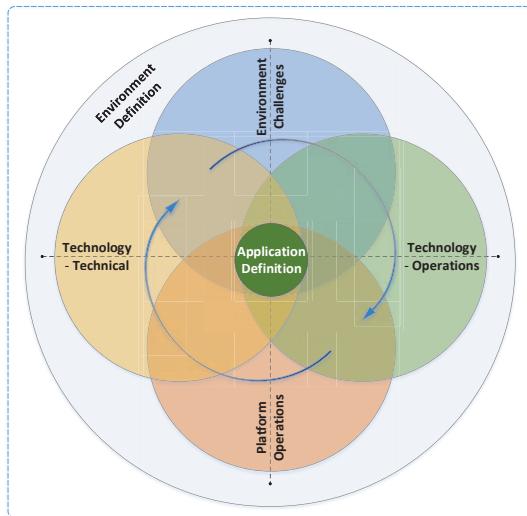 Environment
Definition
Environment
Challenges
Technology
- Technical
Application
Definition
Technology
- Operations
Platform
Operations